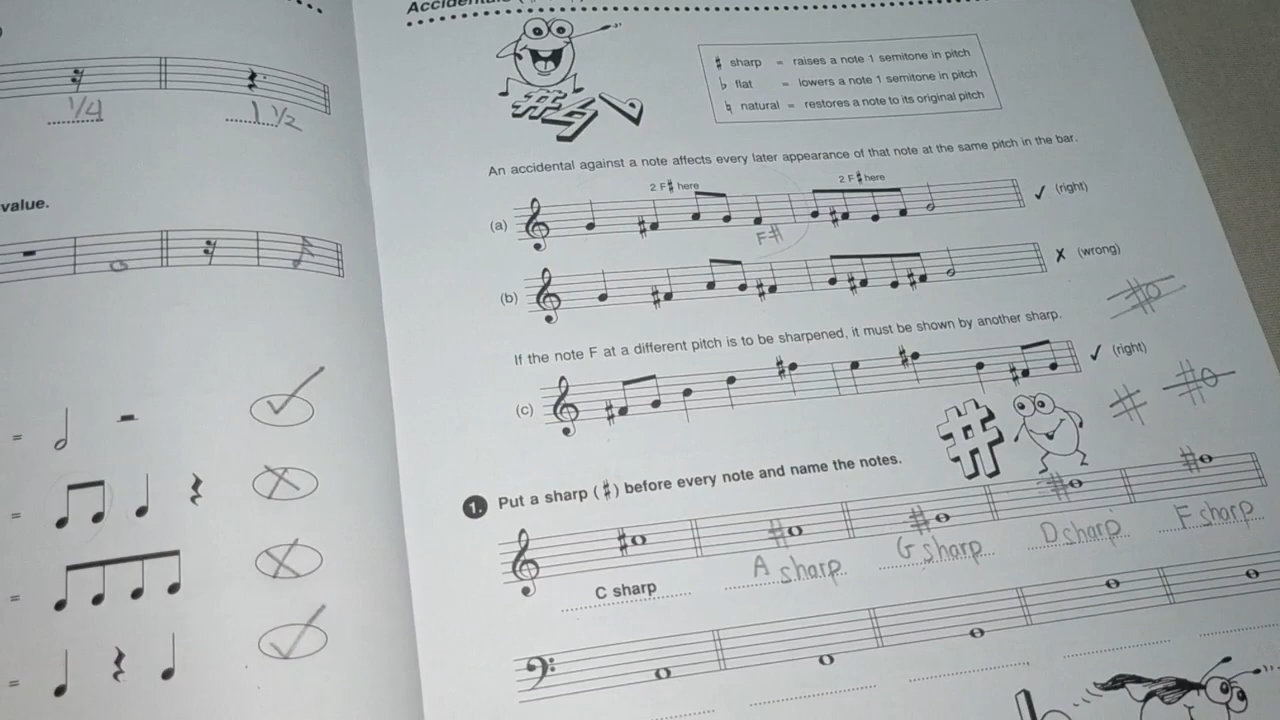 1/4
1 1/2
value.
=
=
=
=
♯ sharp = raises a note 1 semitone in pitch
♭ flat = lowers a note 1 semitone in pitch
♮ natural = restores a note to its original pitch
An accidental against a note affects every later appearance of that note at the same pitch in the bar.
2 F♯ here
2 F♯ here
(a)
✓ (right)
F#
(b)
✗ (wrong)
If the note F at a different pitch is to be sharpened, it must be shown by another sharp.
(c)
✓ (right)
1. Put a sharp (♯) before every note and name the notes.
C sharp
A sharp
G sharp
D sharp
F sharp